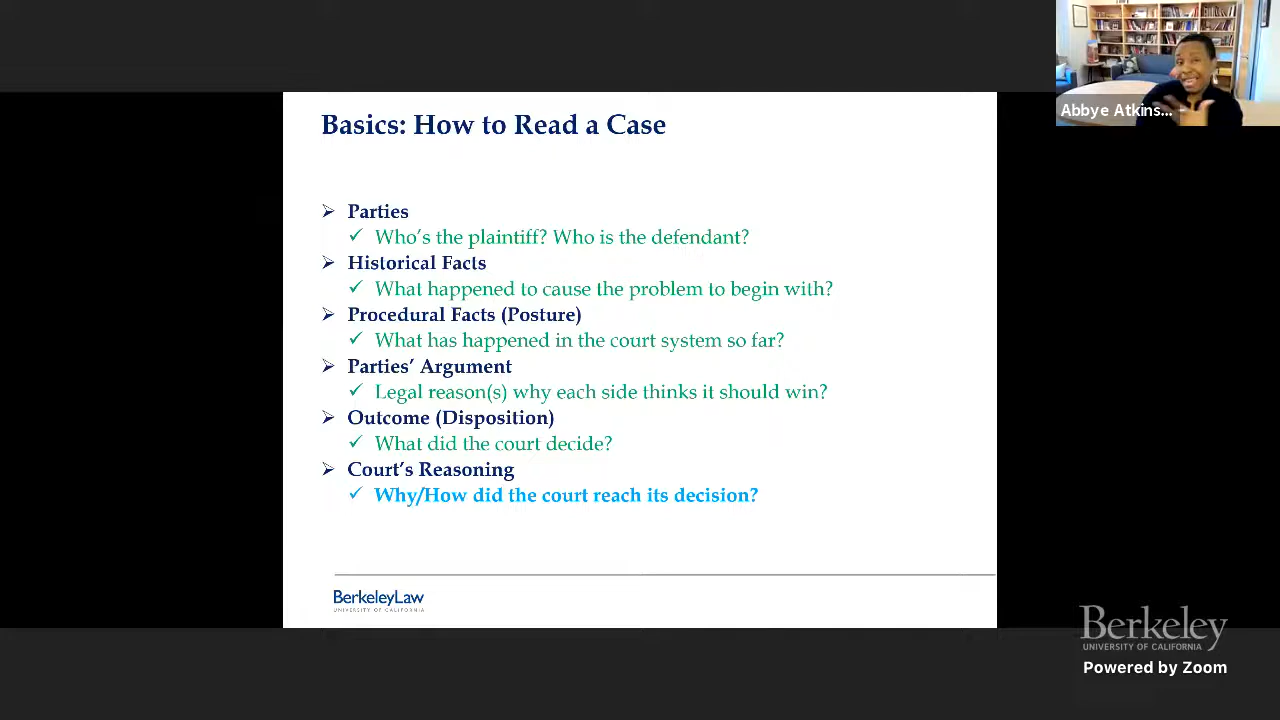 Abbye Atkins...
Basics: How to Read a Case
Parties
Who's the plaintiff? Who is the defendant?
Historical Facts
What happened to cause the problem to begin with?
Procedural Facts (Posture)
What has happened in the court system so far?
Parties' Argument
Legal reason(s) why each side thinks it should win?
Outcome (Disposition)
What did the court decide?
Court's Reasoning
Why/How did the court reach its decision?
BerkeleyLaw
UNIVERSITY OF CALIFORNIA
Berkeley
UNIVERSITY OF CALIFORNIA
Powered by Zoom